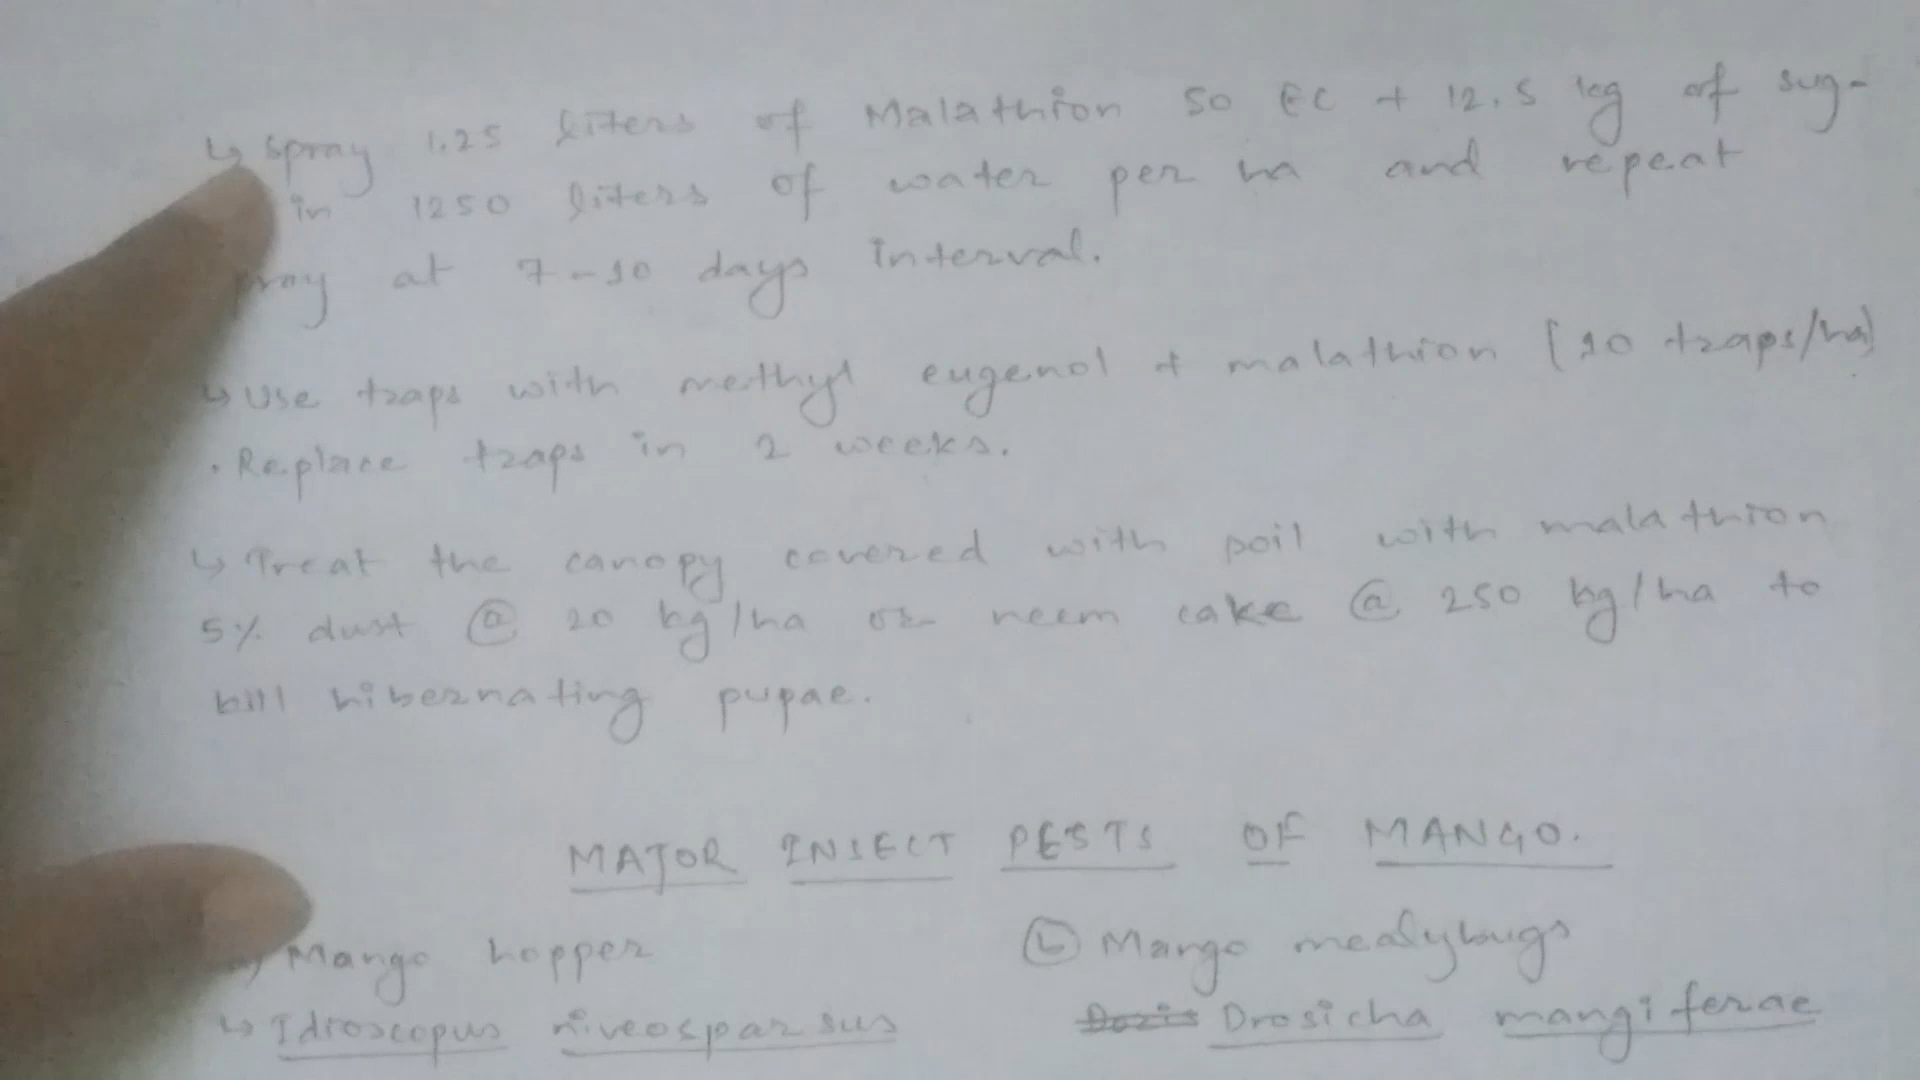 ↳ Spray 1.25 liters of Malathion 50 EC + 12.5 kg of sug-
in 1250 liters of water per ha and repeat
pray at 7-10 days interval.
↳ Use traps with methyl eugenol + malathion [10 traps/ha]
. Replace traps in 2 weeks.
↳ Treat the canopy covered with soil with malathion
5% dust @ 20 kg/ha or neem cake @ 250 kg/ha to
kill hibernating pupae.
MAJOR INSECT PESTS OF MANGO.
Mango hopper
(b) Mango mealybugs
↳ Idioscopus niveosparsus
Drosicha mangiferae